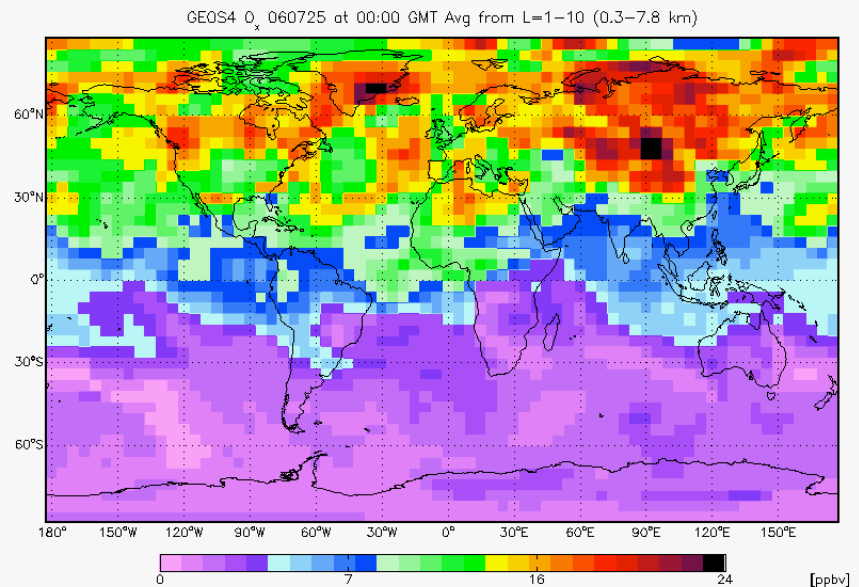 GEOS4 Oₓ 060725 at 00:00 GMT Avg from L=1−10 (0.3−7.8 km)
60°N
30°N
0°
30°S
60°S
180° 150°W 120°W 90°W 60°W 30°W 0° 30°E 60°E 90°E 120°E 150°E
0 7 16 24 [ppbv]